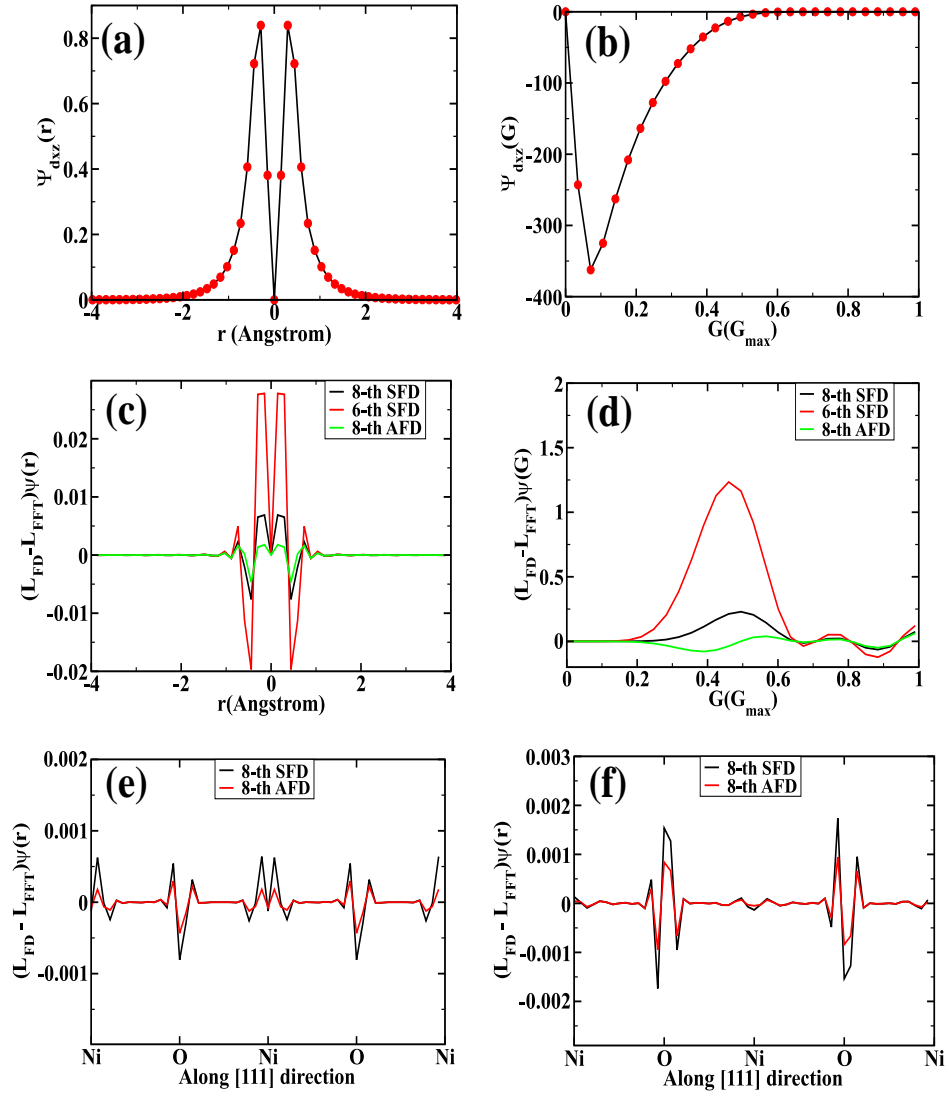 (a)
0.8
0.6
0.4
0.2
0
Ψdxz(r)
-4
-2
0
2
4
r (Angstrom)
(b)
0
-100
-200
-300
-400
Ψdxz(G)
0
0.2
0.4
0.6
0.8
1
G(Gmax)
(c)
8-th SFD
6-th SFD
8-th AFD
0.02
0.01
0
-0.01
-0.02
(LFD-LFFT)ψ(r)
-4
-2
0
2
4
r(Angstrom)
(d)
8-th SFD
6-th SFD
8-th AFD
2
1.5
1
0.5
0
(LFD-LFFT)ψ(G)
0
0.2
0.4
0.6
0.8
1
G(Gmax)
(e)
8-th SFD
8-th AFD
0.002
0.001
0
-0.001
(LFD - LFFT)ψ(r)
Ni
O
Ni
O
Ni
Along [111] direction
(f)
8-th SFD
8-th AFD
0.003
0.002
0.001
0
-0.001
-0.002
(LFD - LFFT)ψ(r)
Ni
O
Ni
O
Ni
Along [111] direction